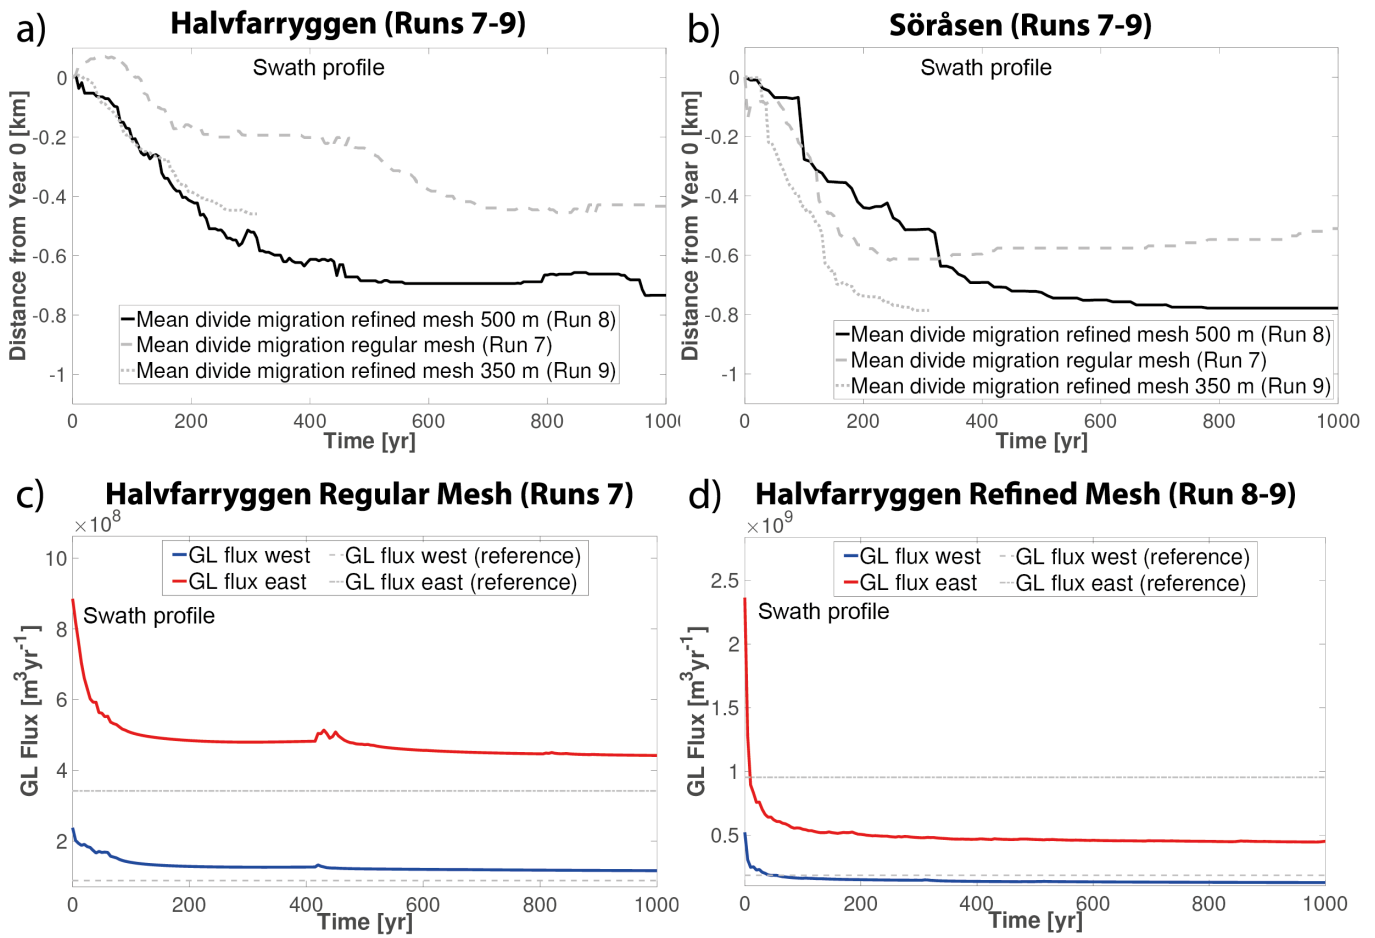 a)
Halvfarryggen (Runs 7-9)
Swath profile
Distance from Year 0 [km]
0
-0.2
-0.4
-0.6
-0.8
-1
Mean divide migration refined mesh 500 m (Run 8)
Mean divide migration regular mesh (Run 7)
Mean divide migration refined mesh 350 m (Run 9)
0 200 400 600 800 1000
Time [yr]
b)
Söråsen (Runs 7-9)
Swath profile
Distance from Year 0 [km]
0
-0.2
-0.4
-0.6
-0.8
-1
Mean divide migration refined mesh 500 m (Run 8)
Mean divide migration regular mesh (Run 7)
Mean divide migration refined mesh 350 m (Run 9)
0 200 400 600 800 1000
Time [yr]
c)
Halvfarryggen Regular Mesh (Runs 7)
×10⁸
GL flux west GL flux west (reference)
GL flux east GL flux east (reference)
Swath profile
GL Flux [m³yr⁻¹]
10
8
6
4
2
0 200 400 600 800 1000
Time [yr]
d)
Halvfarryggen Refined Mesh (Run 8-9)
×10⁹
GL flux west GL flux west (reference)
GL flux east GL flux east (reference)
Swath profile
GL Flux [m³yr⁻¹]
2.5
2
1.5
1
0.5
0 200 400 600 800 1000
Time [yr]